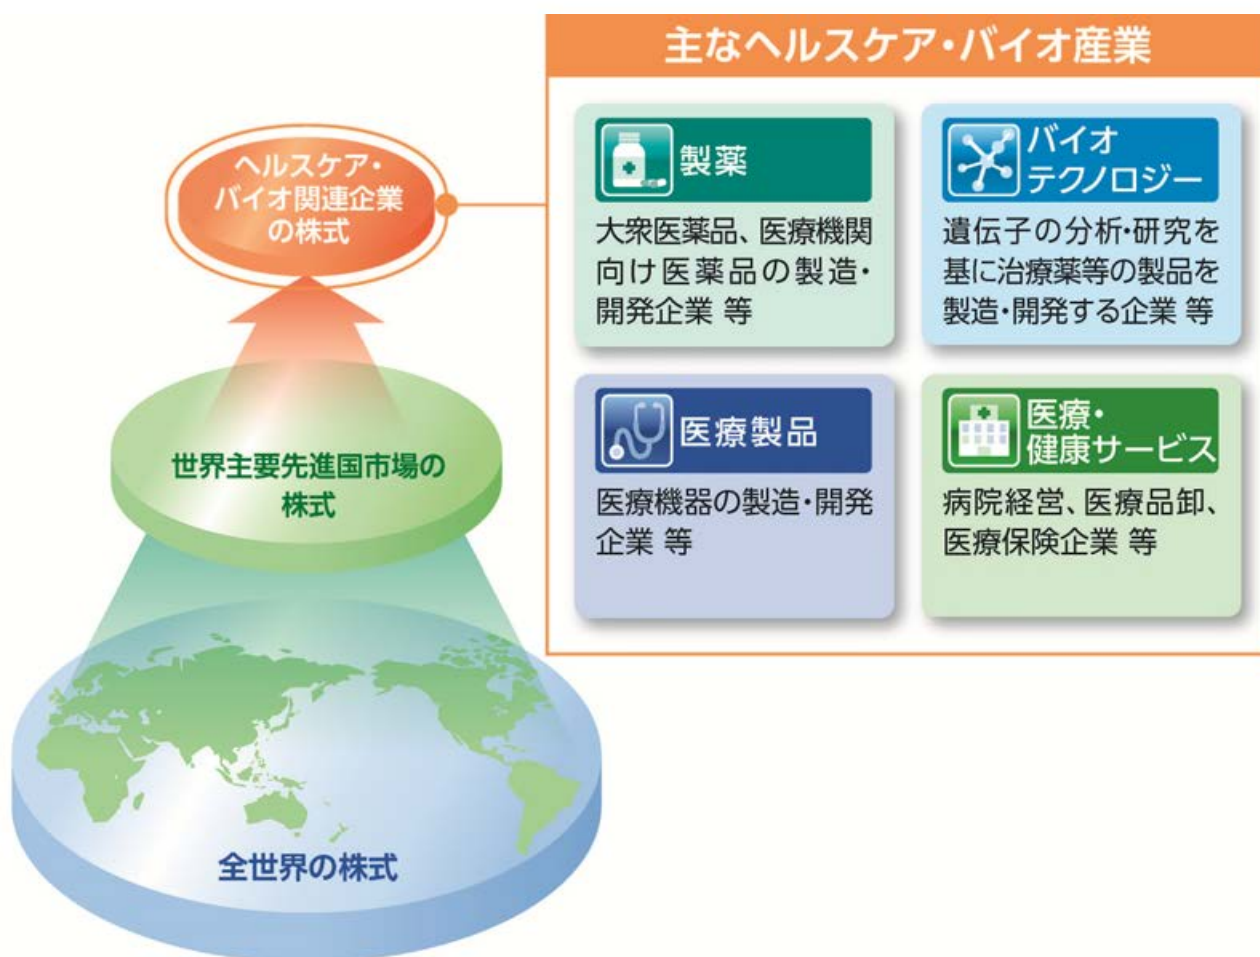 主なヘルスケア・バイオ産業
ヘルスケア・
バイオ関連企業
の株式
世界主要先進国市場の
株式
全世界の株式
製薬
大衆医薬品、医療機関
向け医薬品の製造・
開発企業 等
バイオ
テクノロジー
遺伝子の分析・研究を
基に治療薬等の製品を
製造・開発する企業 等
医療製品
医療機器の製造・開発
企業 等
医療・
健康サービス
病院経営、医療品卸、
医療保険企業 等